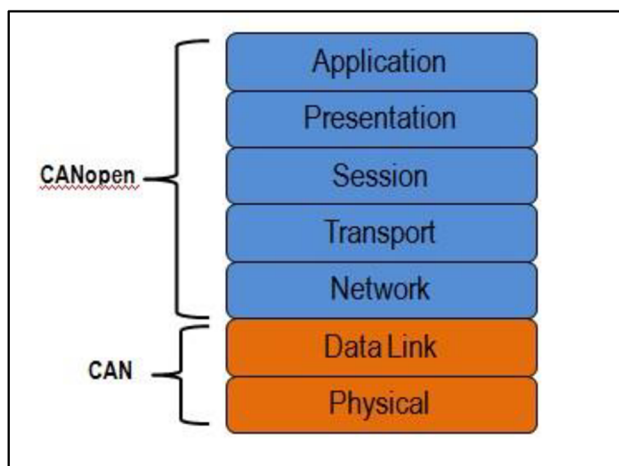 Application
Presentation
CANopen
Session
Transport
Network
Data Link
CAN
Physical